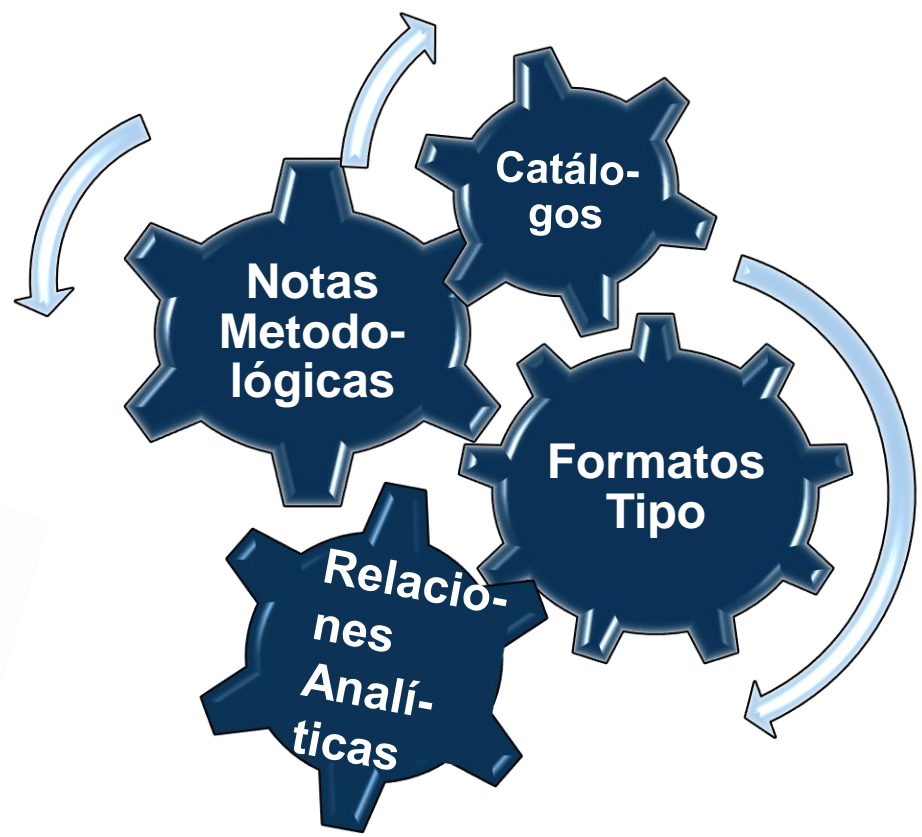 Catálo-
gos
Notas
Metodo-
lógicas
Formatos
Tipo
Relacio-
nes
Analí-
ticas